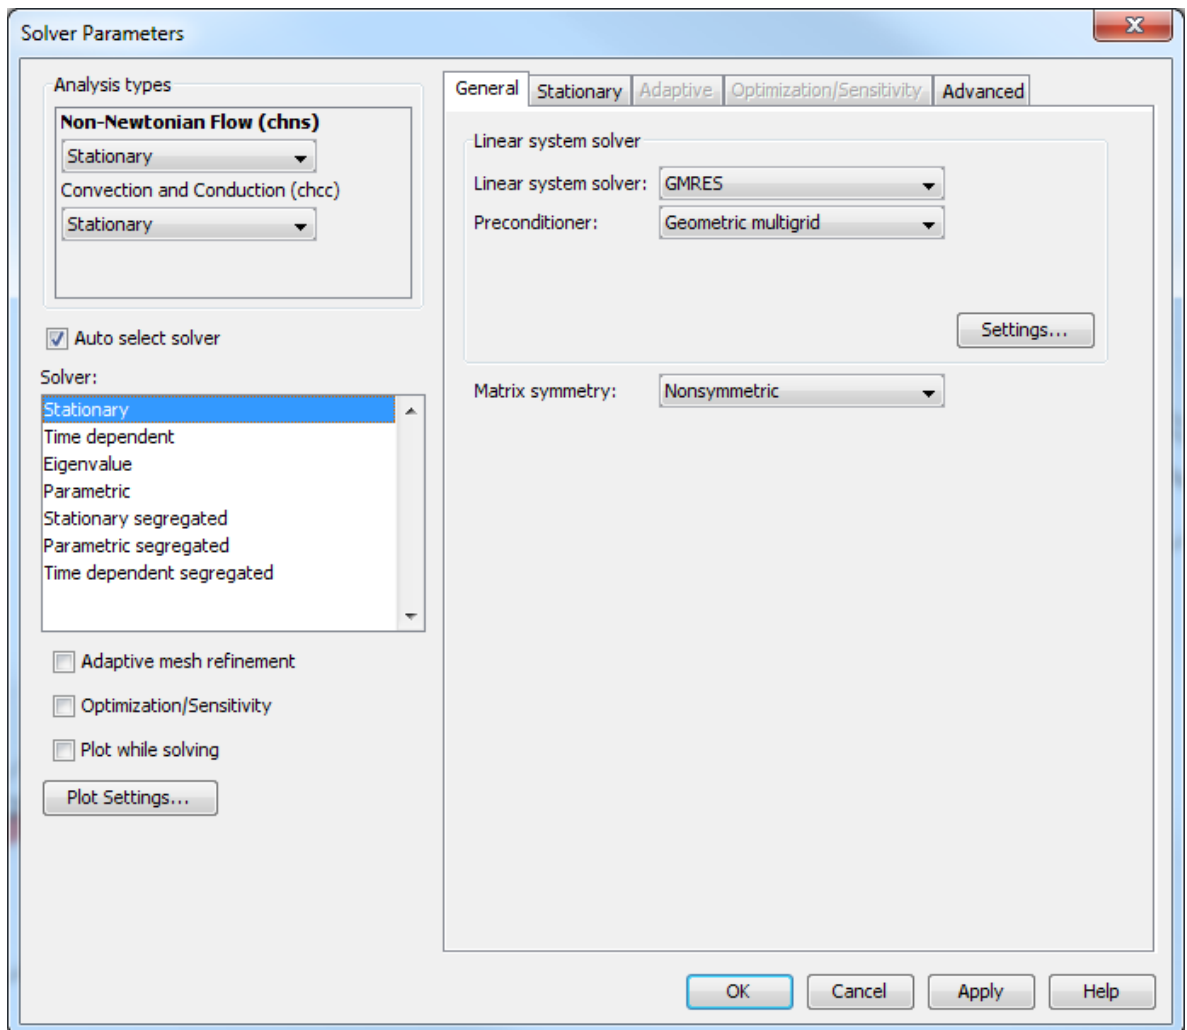 Solver Parameters
Analysis types
Non-Newtonian Flow (chns)
Stationary
Convection and Conduction (chcc)
Stationary
Auto select solver
Solver:
Stationary
Time dependent
Eigenvalue
Parametric
Stationary segregated
Parametric segregated
Time dependent segregated
Adaptive mesh refinement
Optimization/Sensitivity
Plot while solving
Plot Settings...
General Stationary Adaptive Optimization/Sensitivity Advanced
Linear system solver
Linear system solver: GMRES
Preconditioner: Geometric multigrid
Settings...
Matrix symmetry: Nonsymmetric
OK Cancel Apply Help